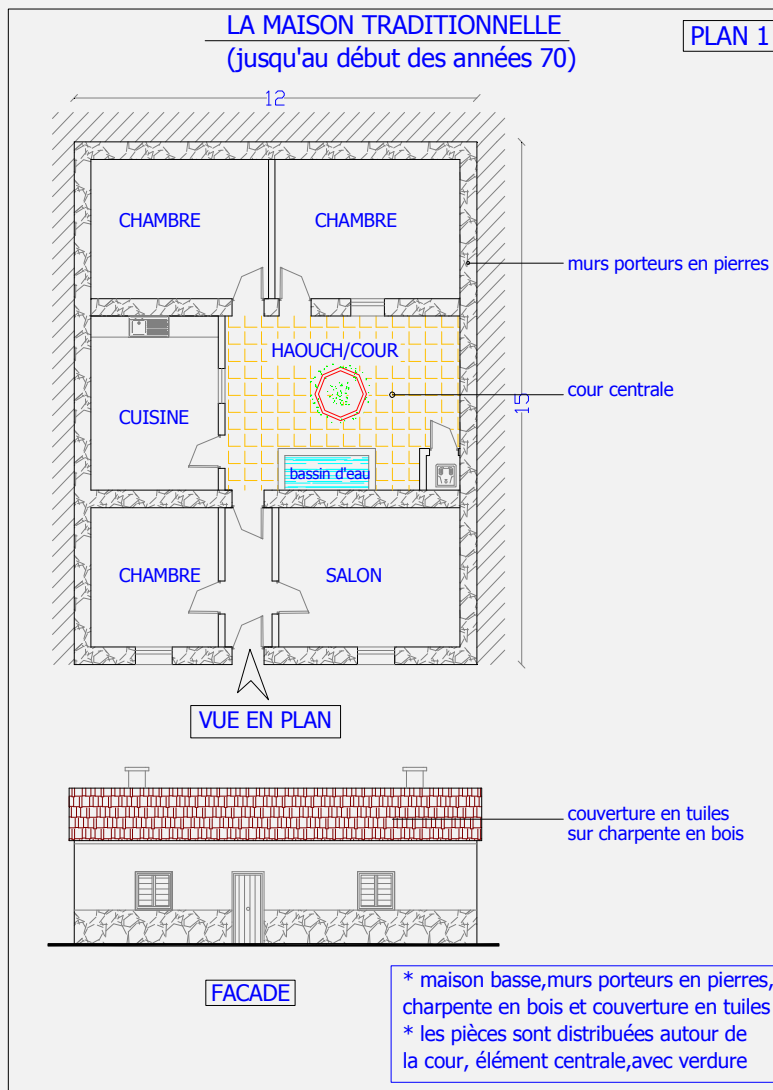 LA MAISON TRADITIONNELLE
(jusqu'au début des années 70)
PLAN 1
12
CHAMBRE
CHAMBRE
murs porteurs en pierres
HAOUCH/COUR
cour centrale
15
CUISINE
bassin d'eau
CHAMBRE
SALON
VUE EN PLAN
couverture en tuiles
sur charpente en bois
FACADE
* maison basse,murs porteurs en pierres,
charpente en bois et couverture en tuiles
* les pièces sont distribuées autour de
la cour, élément centrale,avec verdure